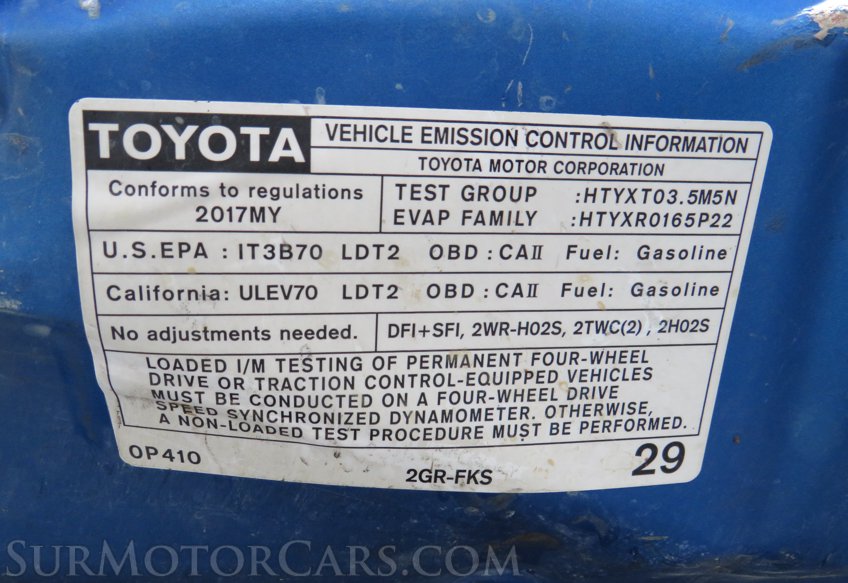 TOYOTA
VEHICLE EMISSION CONTROL INFORMATION
TOYOTA MOTOR CORPORATION
Conforms to regulations
2017MY
TEST GROUP :HTYXT03.5M5N
EVAP FAMILY :HTYXR0165P22
U.S.EPA : IT3B70 LDT2 OBD : CAII Fuel: Gasoline
California: ULEV70 LDT2 OBD : CAII Fuel: Gasoline
No adjustments needed.
DFI+SFI, 2WR-HO2S, 2TWC(2) , 2HO2S
LOADED I/M TESTING OF PERMANENT FOUR-WHEEL
DRIVE OR TRACTION CONTROL-EQUIPPED VEHICLES
MUST BE CONDUCTED ON A FOUR-WHEEL DRIVE
SPEED SYNCHRONIZED DYNAMOMETER. OTHERWISE,
A NON-LOADED TEST PROCEDURE MUST BE PERFORMED.
0P410
2GR-FKS
29
SURMOTORCARS.COM